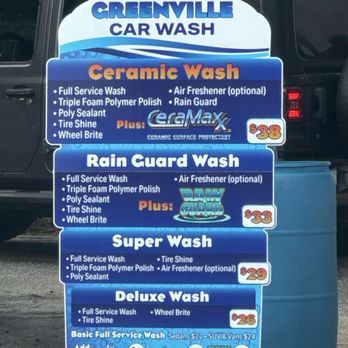 GREENVILLE
CAR WASH
Ceramic Wash
• Full Service Wash • Air Freshener (optional)
• Triple Foam Polymer Polish • Rain Guard
• Poly Sealant
• Tire Shine
• Wheel Brite
Plus: CeraMax
CERAMIC SURFACE PROTECTANT
$38
Rain Guard Wash
• Full Service Wash • Air Freshener (optional)
• Triple Foam Polymer Polish
• Poly Sealant
• Tire Shine
• Wheel Brite
Plus: RAIN GUARD
$33
Super Wash
• Full Service Wash • Tire Shine
• Triple Foam Polymer Polish • Air Freshener (optional)
• Poly Sealant
$29
Deluxe Wash
• Full Service Wash • Wheel Brite
• Tire Shine
$26
Basic Full Service Wash Sedans $22 • SUV & Vans $24